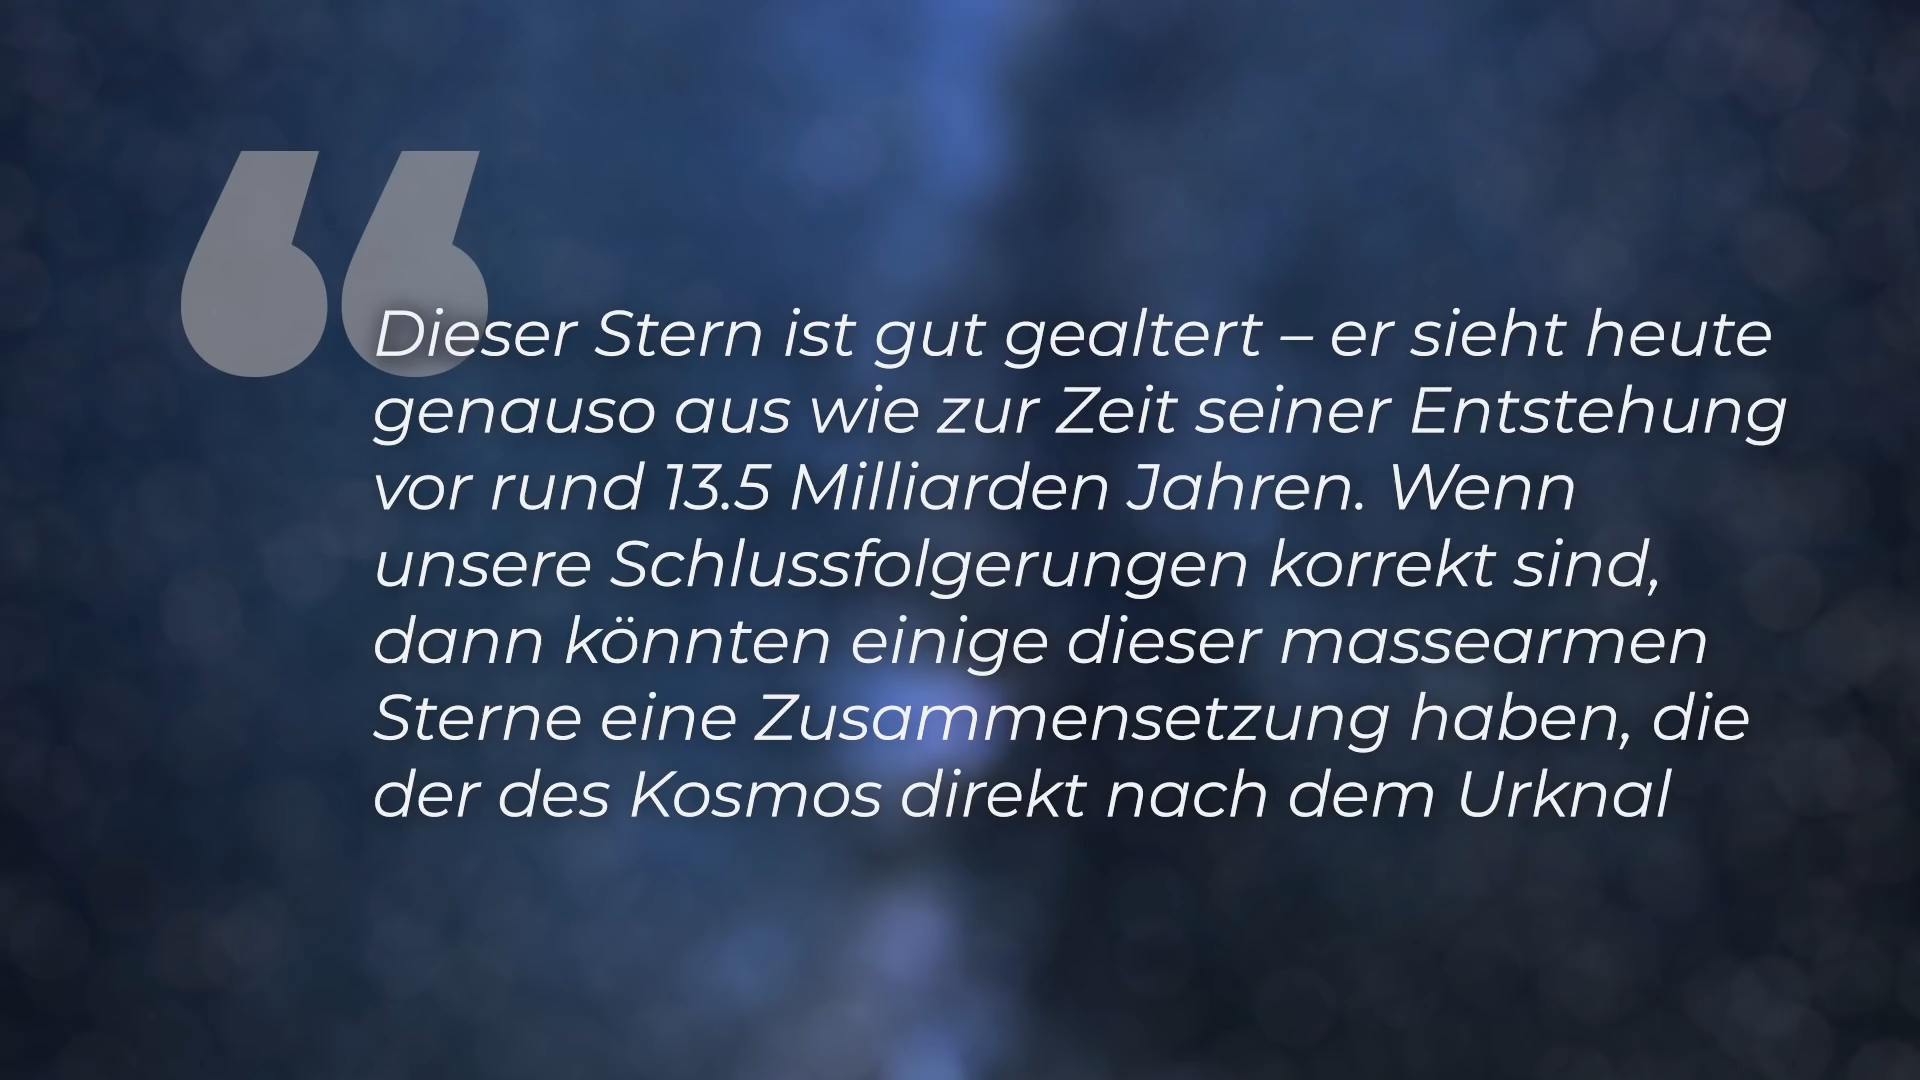 “
Dieser Stern ist gut gealtert – er sieht heute
genauso aus wie zur Zeit seiner Entstehung
vor rund 13.5 Milliarden Jahren. Wenn
unsere Schlussfolgerungen korrekt sind,
dann könnten einige dieser massearmen
Sterne eine Zusammensetzung haben, die
der des Kosmos direkt nach dem Urknal